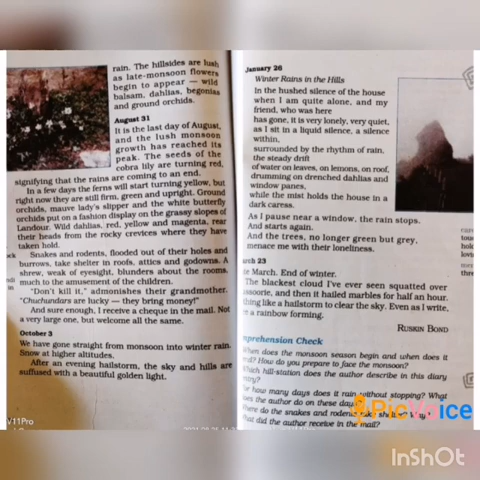 rain. The hillsides are lush
as late-monsoon flowers
begin to appear — wild
balsam, dahlias, begonias
and ground orchids.
August 31
It is the last day of August,
and the lush monsoon
growth has reached its
peak. The seeds of the
cobra lily are turning red,
signifying that the rains are coming to an end.
In a few days the ferns will start turning yellow, but
right now they are still firm, green and upright. Ground
orchids, mauve lady's slipper and the white butterfly
orchids put on a fashion display on the grassy slopes of
Landour. Wild dahlias, red, yellow and magenta, rear
their heads from the rocky crevices where they have
taken hold.
Snakes and rodents, flooded out of their holes and
burrows, take shelter in roofs, attics and godowns. A
shrew, weak of eyesight, blunders about the rooms,
much to the amusement of the children.
"Don't kill it," admonishes their grandmother.
"Chuchundars are lucky — they bring money!"
And sure enough, I receive a cheque in the mail. Not
a very large one, but welcome all the same.
October 3
We have gone straight from monsoon into winter rain.
Snow at higher altitudes.
After an evening hailstorm, the sky and hills are
suffused with a beautiful golden light.
January 26
Winter Rains in the Hills
In the hushed silence of the house
when I am quite alone, and my
friend, who was here
has gone, it is very lonely, very quiet,
as I sit in a liquid silence, a silence
within,
surrounded by the rhythm of rain,
the steady drift
of water on leaves, on lemons, on roof,
drumming on drenched dahlias and
window panes,
while the mist holds the house in a
dark caress.
As I pause near a window, the rain stops.
And starts again.
And the trees, no longer green but grey,
menace me with their loneliness.
rch 23
March. End of winter.
The blackest cloud I've ever seen squatted over
ssoorie, and then it hailed marbles for half an hour.
thing like a hailstorm to clear the sky. Even as I write,
a rainbow forming.
RUSKIN BOND
prehension Check
When does the monsoon season begin and when does it
end? How do you prepare to face the monsoon?
Which hill-station does the author describe in this diary
entry?
For how many days does it rain without stopping? What
does the author do on these days?
Where do the snakes and rodents take shelter? Why?
What did the author receive in the mail?
PicVoice
V11Pro
InShOt